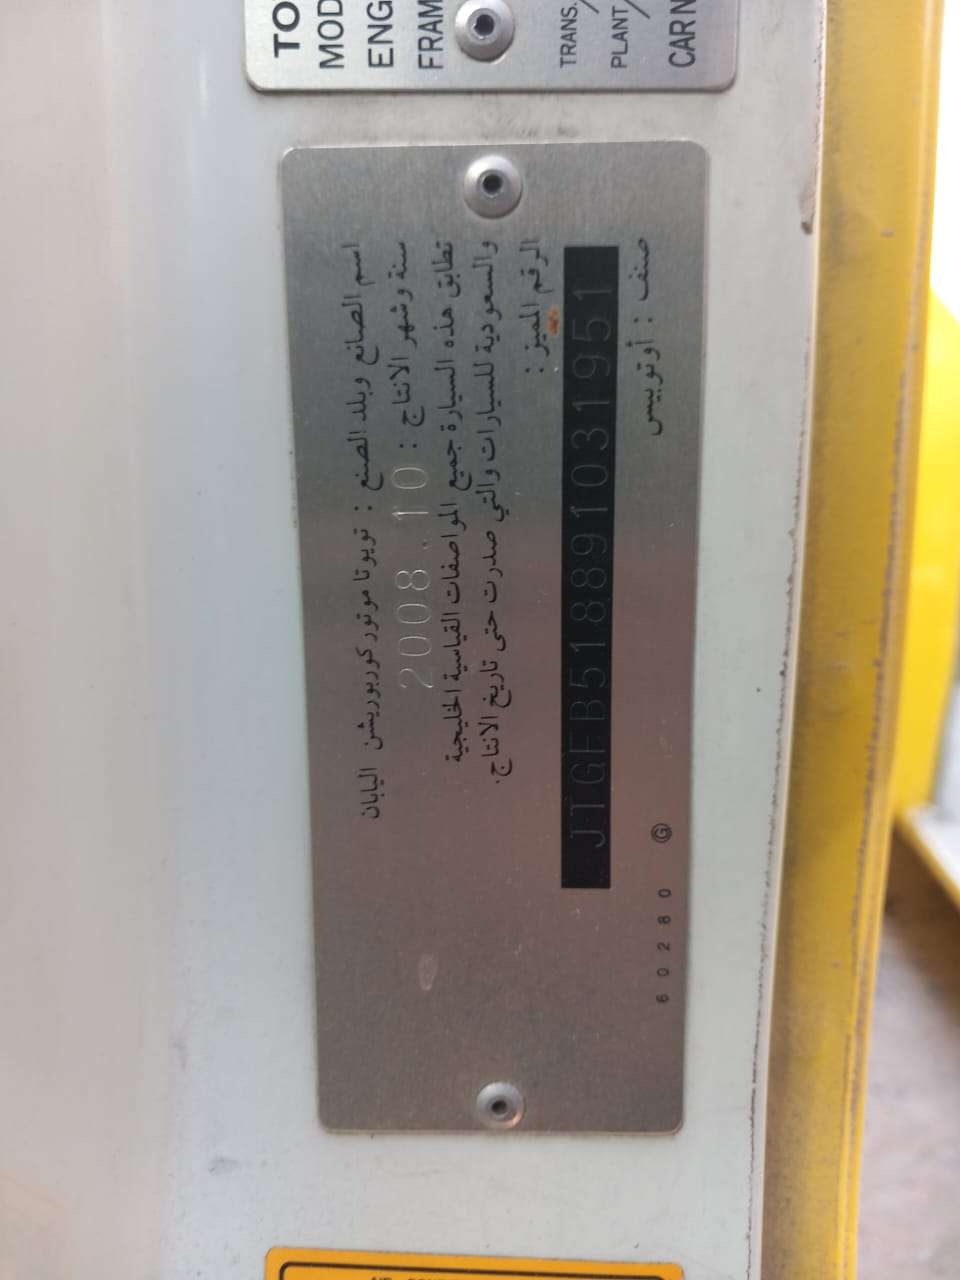 TO
MOD
ENG
FRAM
TRANS./
PLANT/
CAR N
اسم الصانع وبلد الصنع : تويوتا موتور كوربوريشن اليابان
سنة وشهر الانتاج : 2008.10
تطابق هذه السيارة جميع المواصفات القياسية الخليجية
والسعودية للسيارات والتي صدرت حتى تاريخ الانتاج.
الرقم المميز :
JTGFB518891031951
صنف : أوتوبيس
60280 G